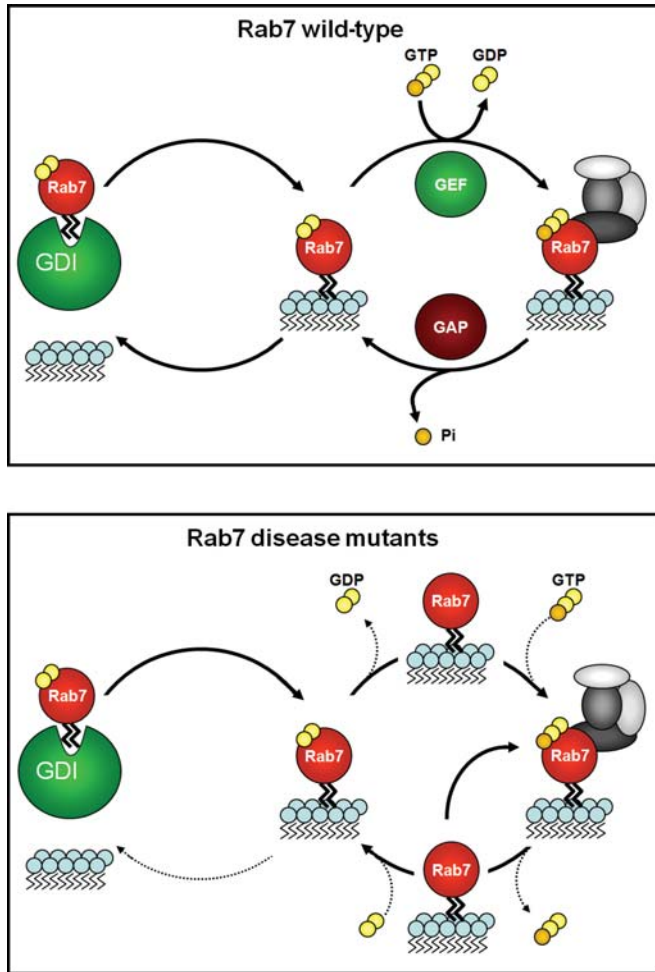 Rab7 wild-type
GTP GDP
Rab7
GDI
Rab7
GEF
Rab7
GAP
Pi
Rab7 disease mutants
GDP
Rab7
GTP
Rab7
GDI
Rab7
Rab7
Rab7